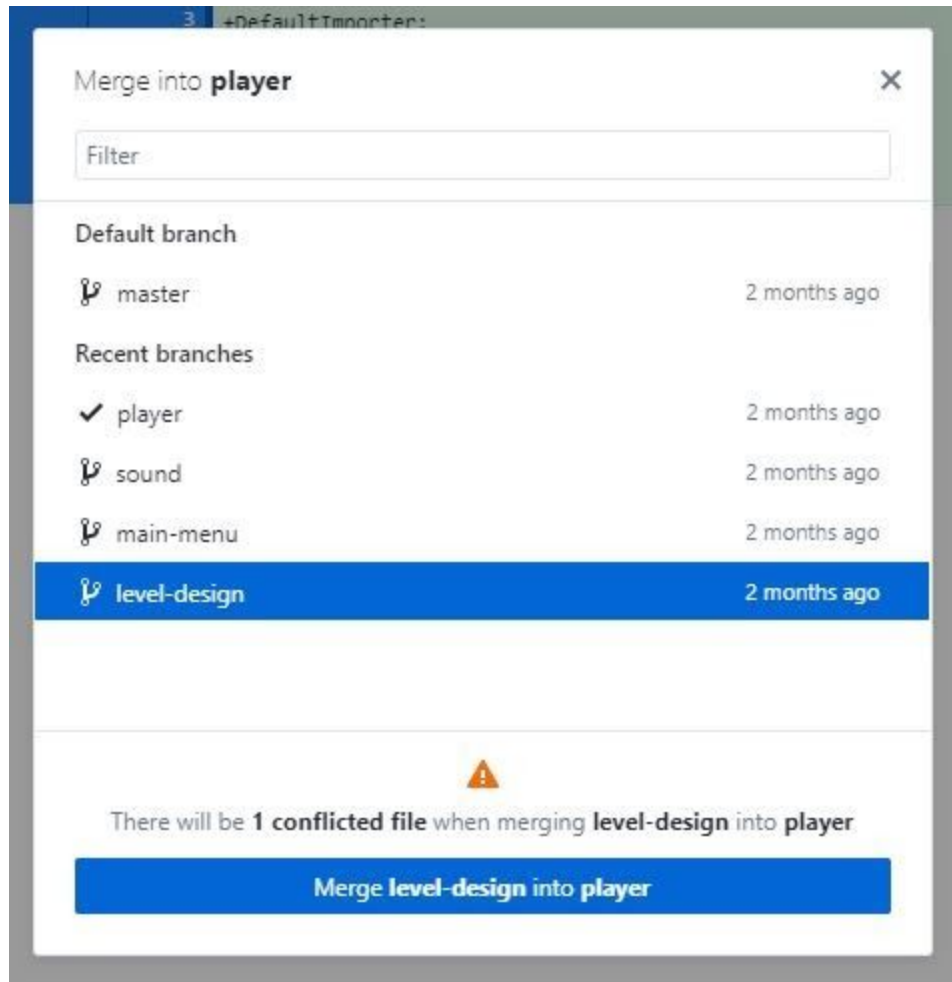 3 +DefaultImporter:
Merge into player
Filter
Default branch
master 2 months ago
Recent branches
player 2 months ago
sound 2 months ago
main-menu 2 months ago
level-design 2 months ago
There will be 1 conflicted file when merging level-design into player
Merge level-design into player